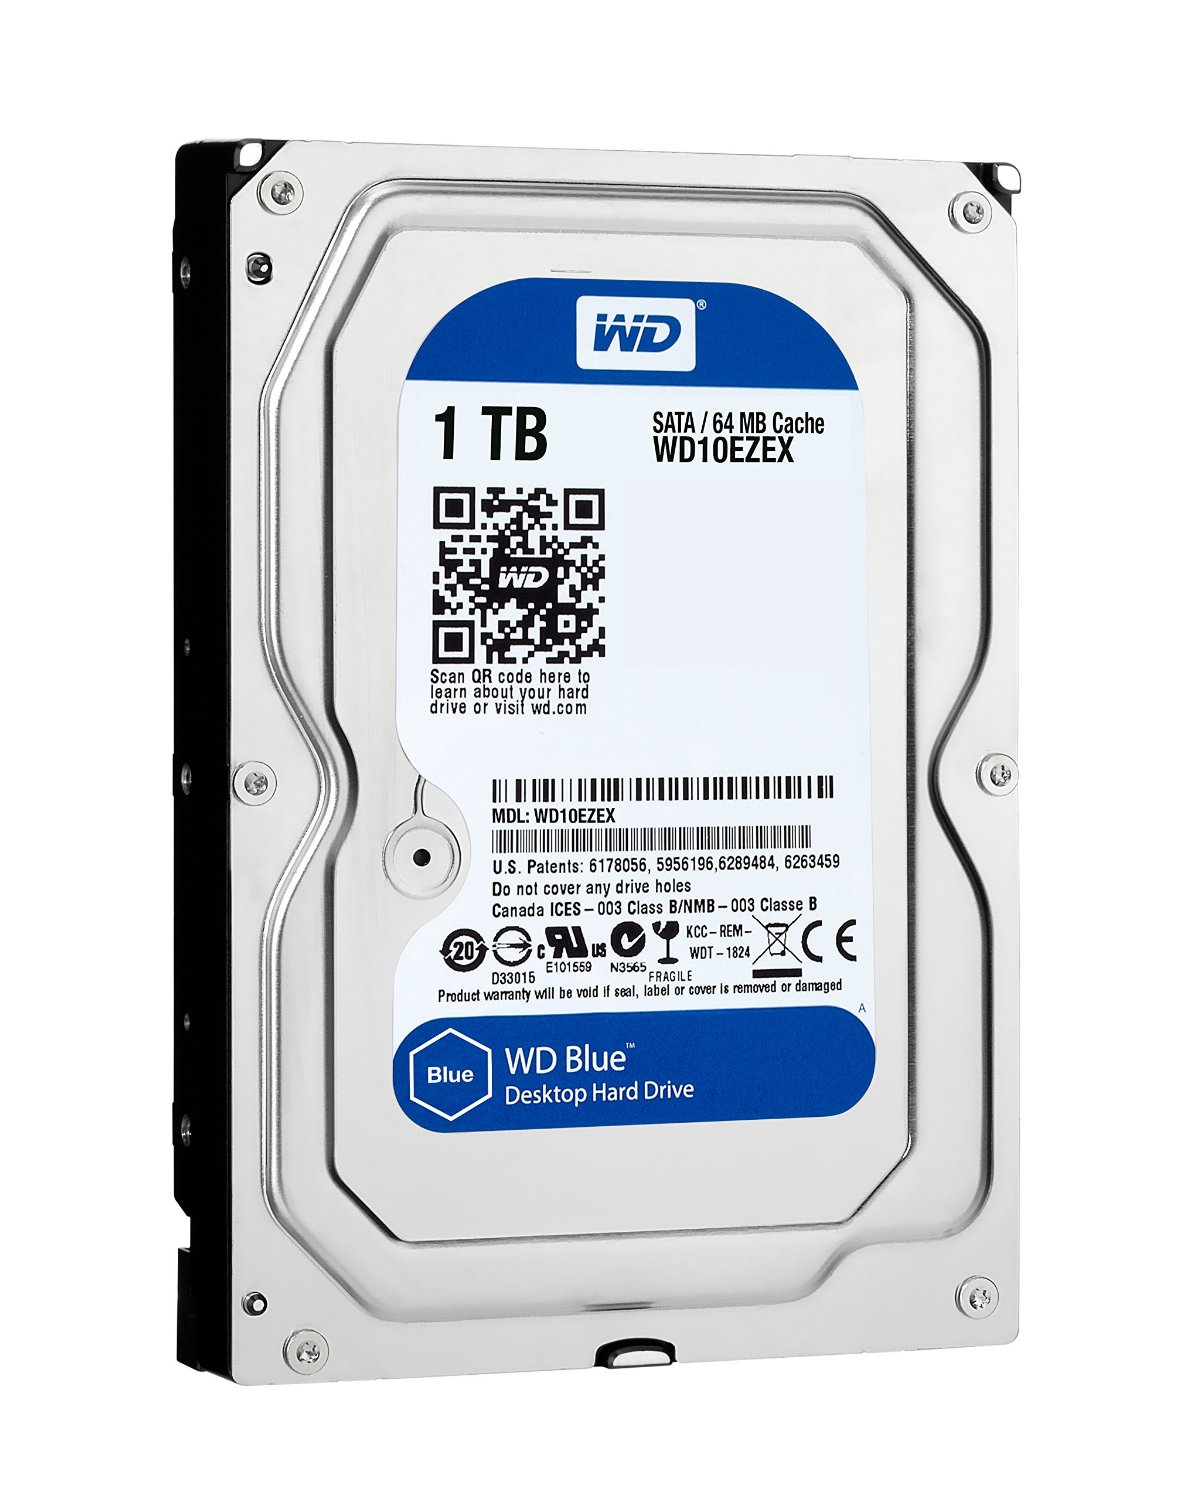 WD®
1 TB
SATA / 64 MB Cache
WD10EZEX
WD
Scan QR code here to
learn about your hard
drive or visit wd.com
MDL: WD10EZEX
U.S. Patents: 6178056, 5956196,6289484, 6263459
Do not cover any drive holes
Canada ICES-003 Class B/NMB-003 Classe B
20 c RU us KCC-REM-
WDT-1824 CE
D33015 E101559 N3565 FRAGILE
Product warranty will be void if seal, label or cover is removed or damaged
A
Blue
WD Blue™
Desktop Hard Drive